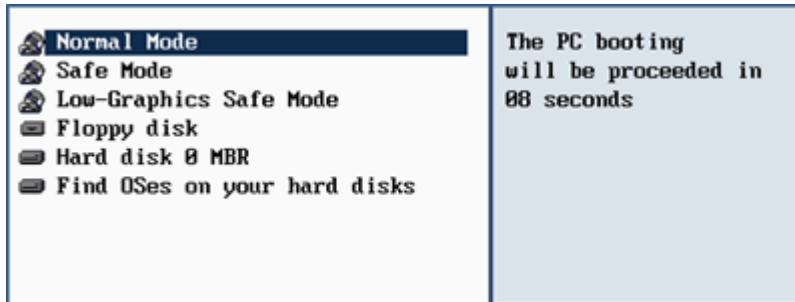 Normal Mode
Safe Mode
Low-Graphics Safe Mode
Floppy disk
Hard disk 0 MBR
Find OSes on your hard disks
The PC booting
will be proceeded in
08 seconds